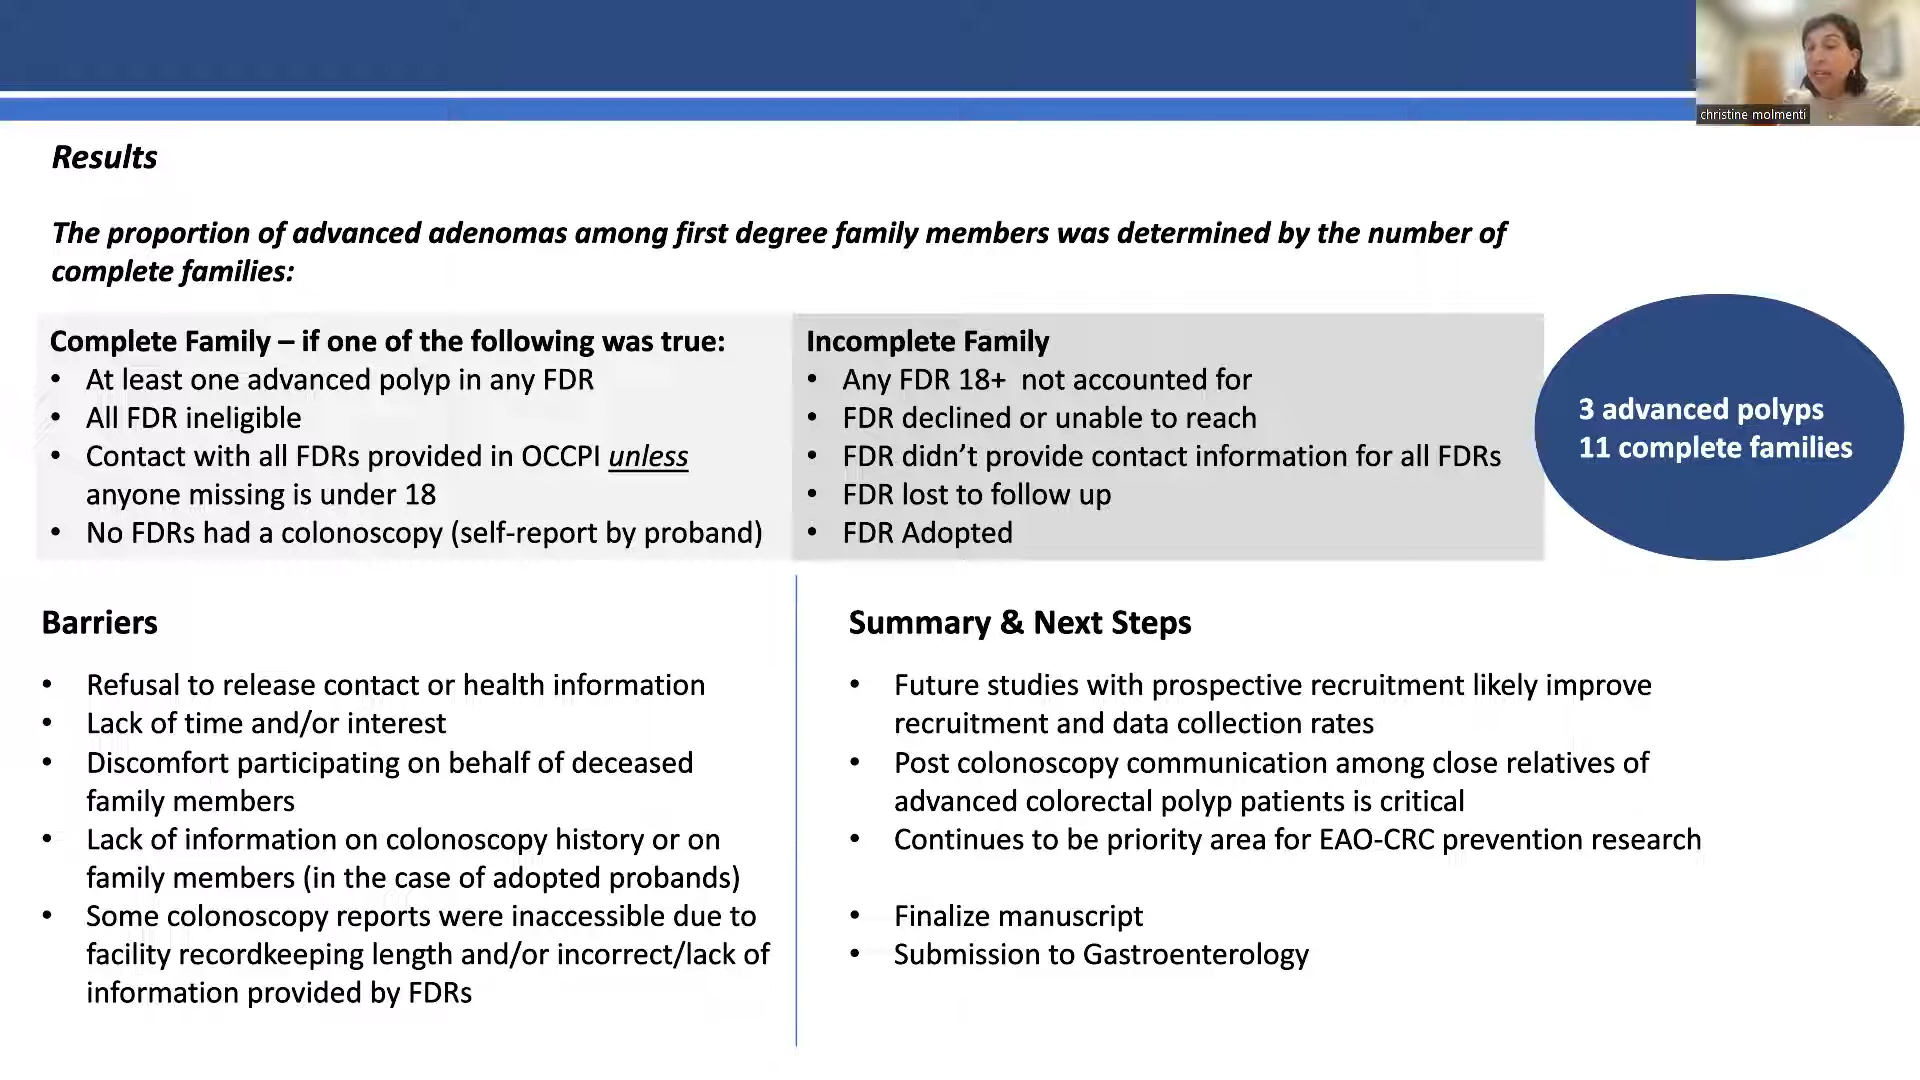 christine molmenti
Results
The proportion of advanced adenomas among first degree family members was determined by the number of
complete families:
Complete Family – if one of the following was true:
• At least one advanced polyp in any FDR
• All FDR ineligible
• Contact with all FDRs provided in OCCPI unless
anyone missing is under 18
• No FDRs had a colonoscopy (self-report by proband)
Incomplete Family
• Any FDR 18+ not accounted for
• FDR declined or unable to reach
• FDR didn’t provide contact information for all FDRs
• FDR lost to follow up
• FDR Adopted
3 advanced polyps
11 complete families
Barriers
• Refusal to release contact or health information
• Lack of time and/or interest
• Discomfort participating on behalf of deceased
family members
• Lack of information on colonoscopy history or on
family members (in the case of adopted probands)
• Some colonoscopy reports were inaccessible due to
facility recordkeeping length and/or incorrect/lack of
information provided by FDRs
Summary & Next Steps
• Future studies with prospective recruitment likely improve
recruitment and data collection rates
• Post colonoscopy communication among close relatives of
advanced colorectal polyp patients is critical
• Continues to be priority area for EAO-CRC prevention research
• Finalize manuscript
• Submission to Gastroenterology